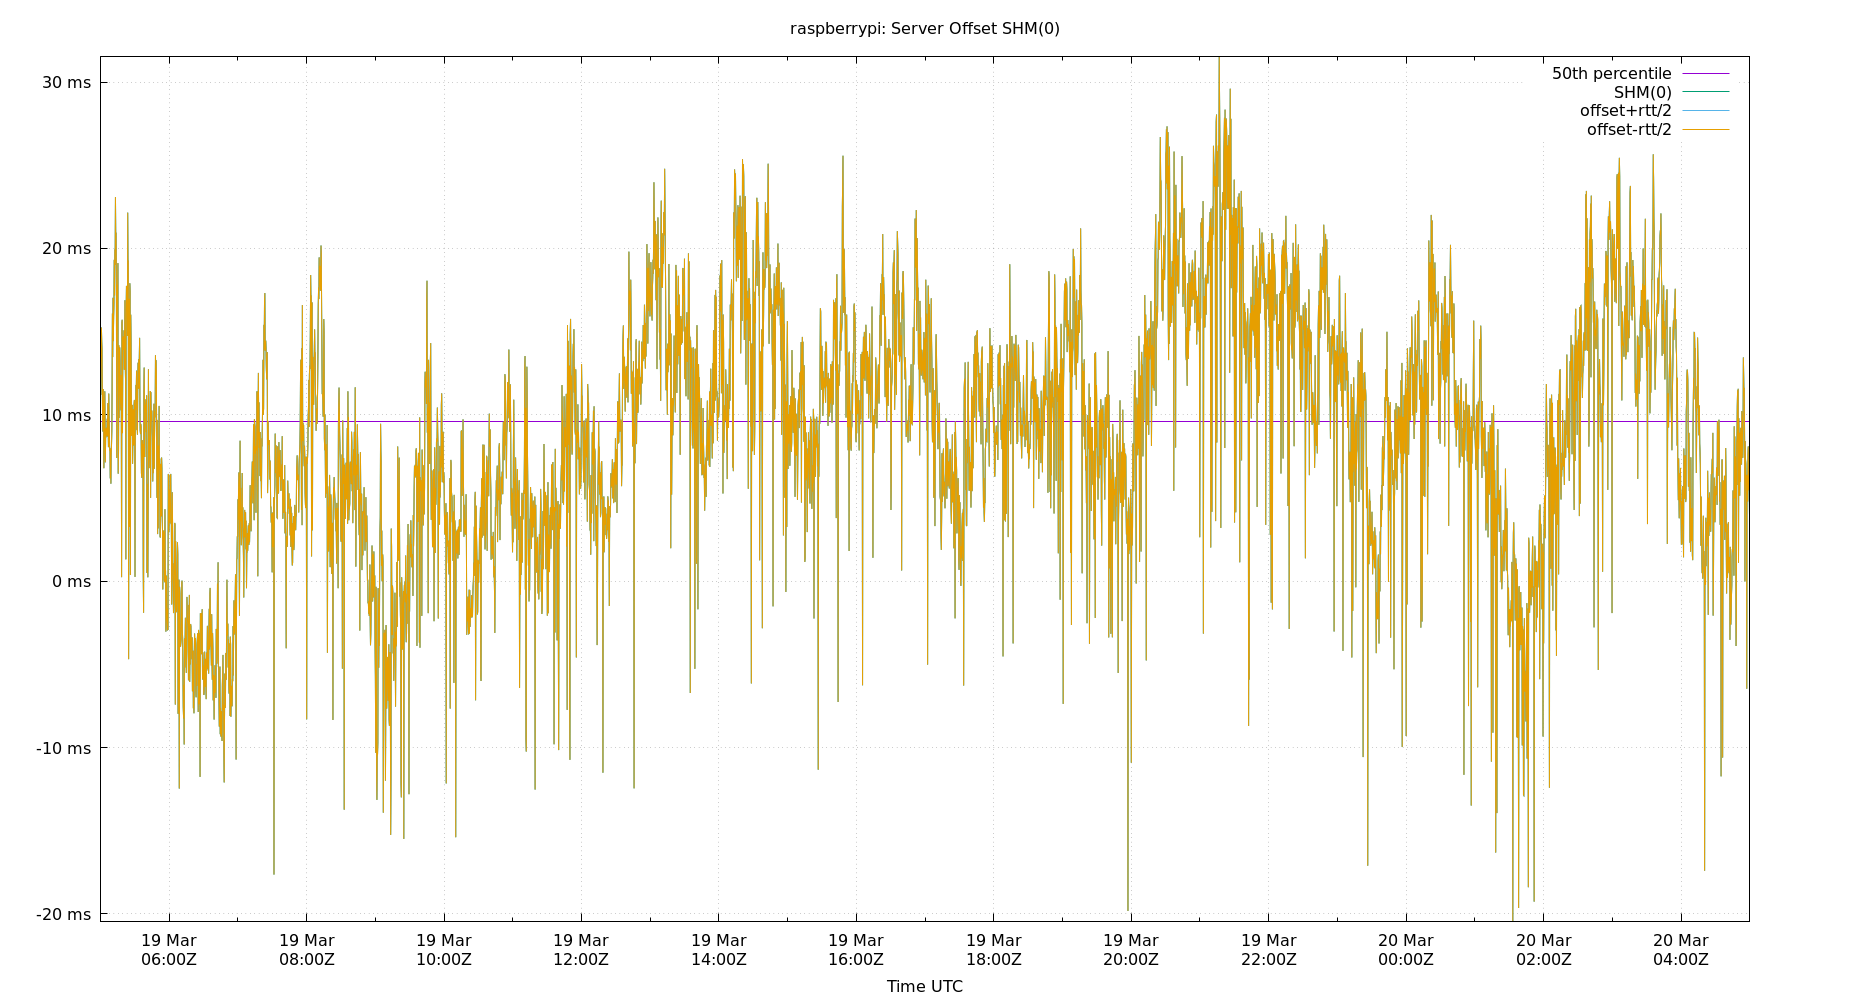 raspberrypi: Server Offset SHM(0)
50th percentile
SHM(0)
offset+rtt/2
offset-rtt/2
30 ms
20 ms
10 ms
0 ms
-10 ms
-20 ms
19 Mar 19 Mar 19 Mar 19 Mar 19 Mar 19 Mar 19 Mar 19 Mar 19 Mar 20 Mar 20 Mar 20 Mar
06:00Z 08:00Z 10:00Z 12:00Z 14:00Z 16:00Z 18:00Z 20:00Z 22:00Z 00:00Z 02:00Z 04:00Z
Time UTC